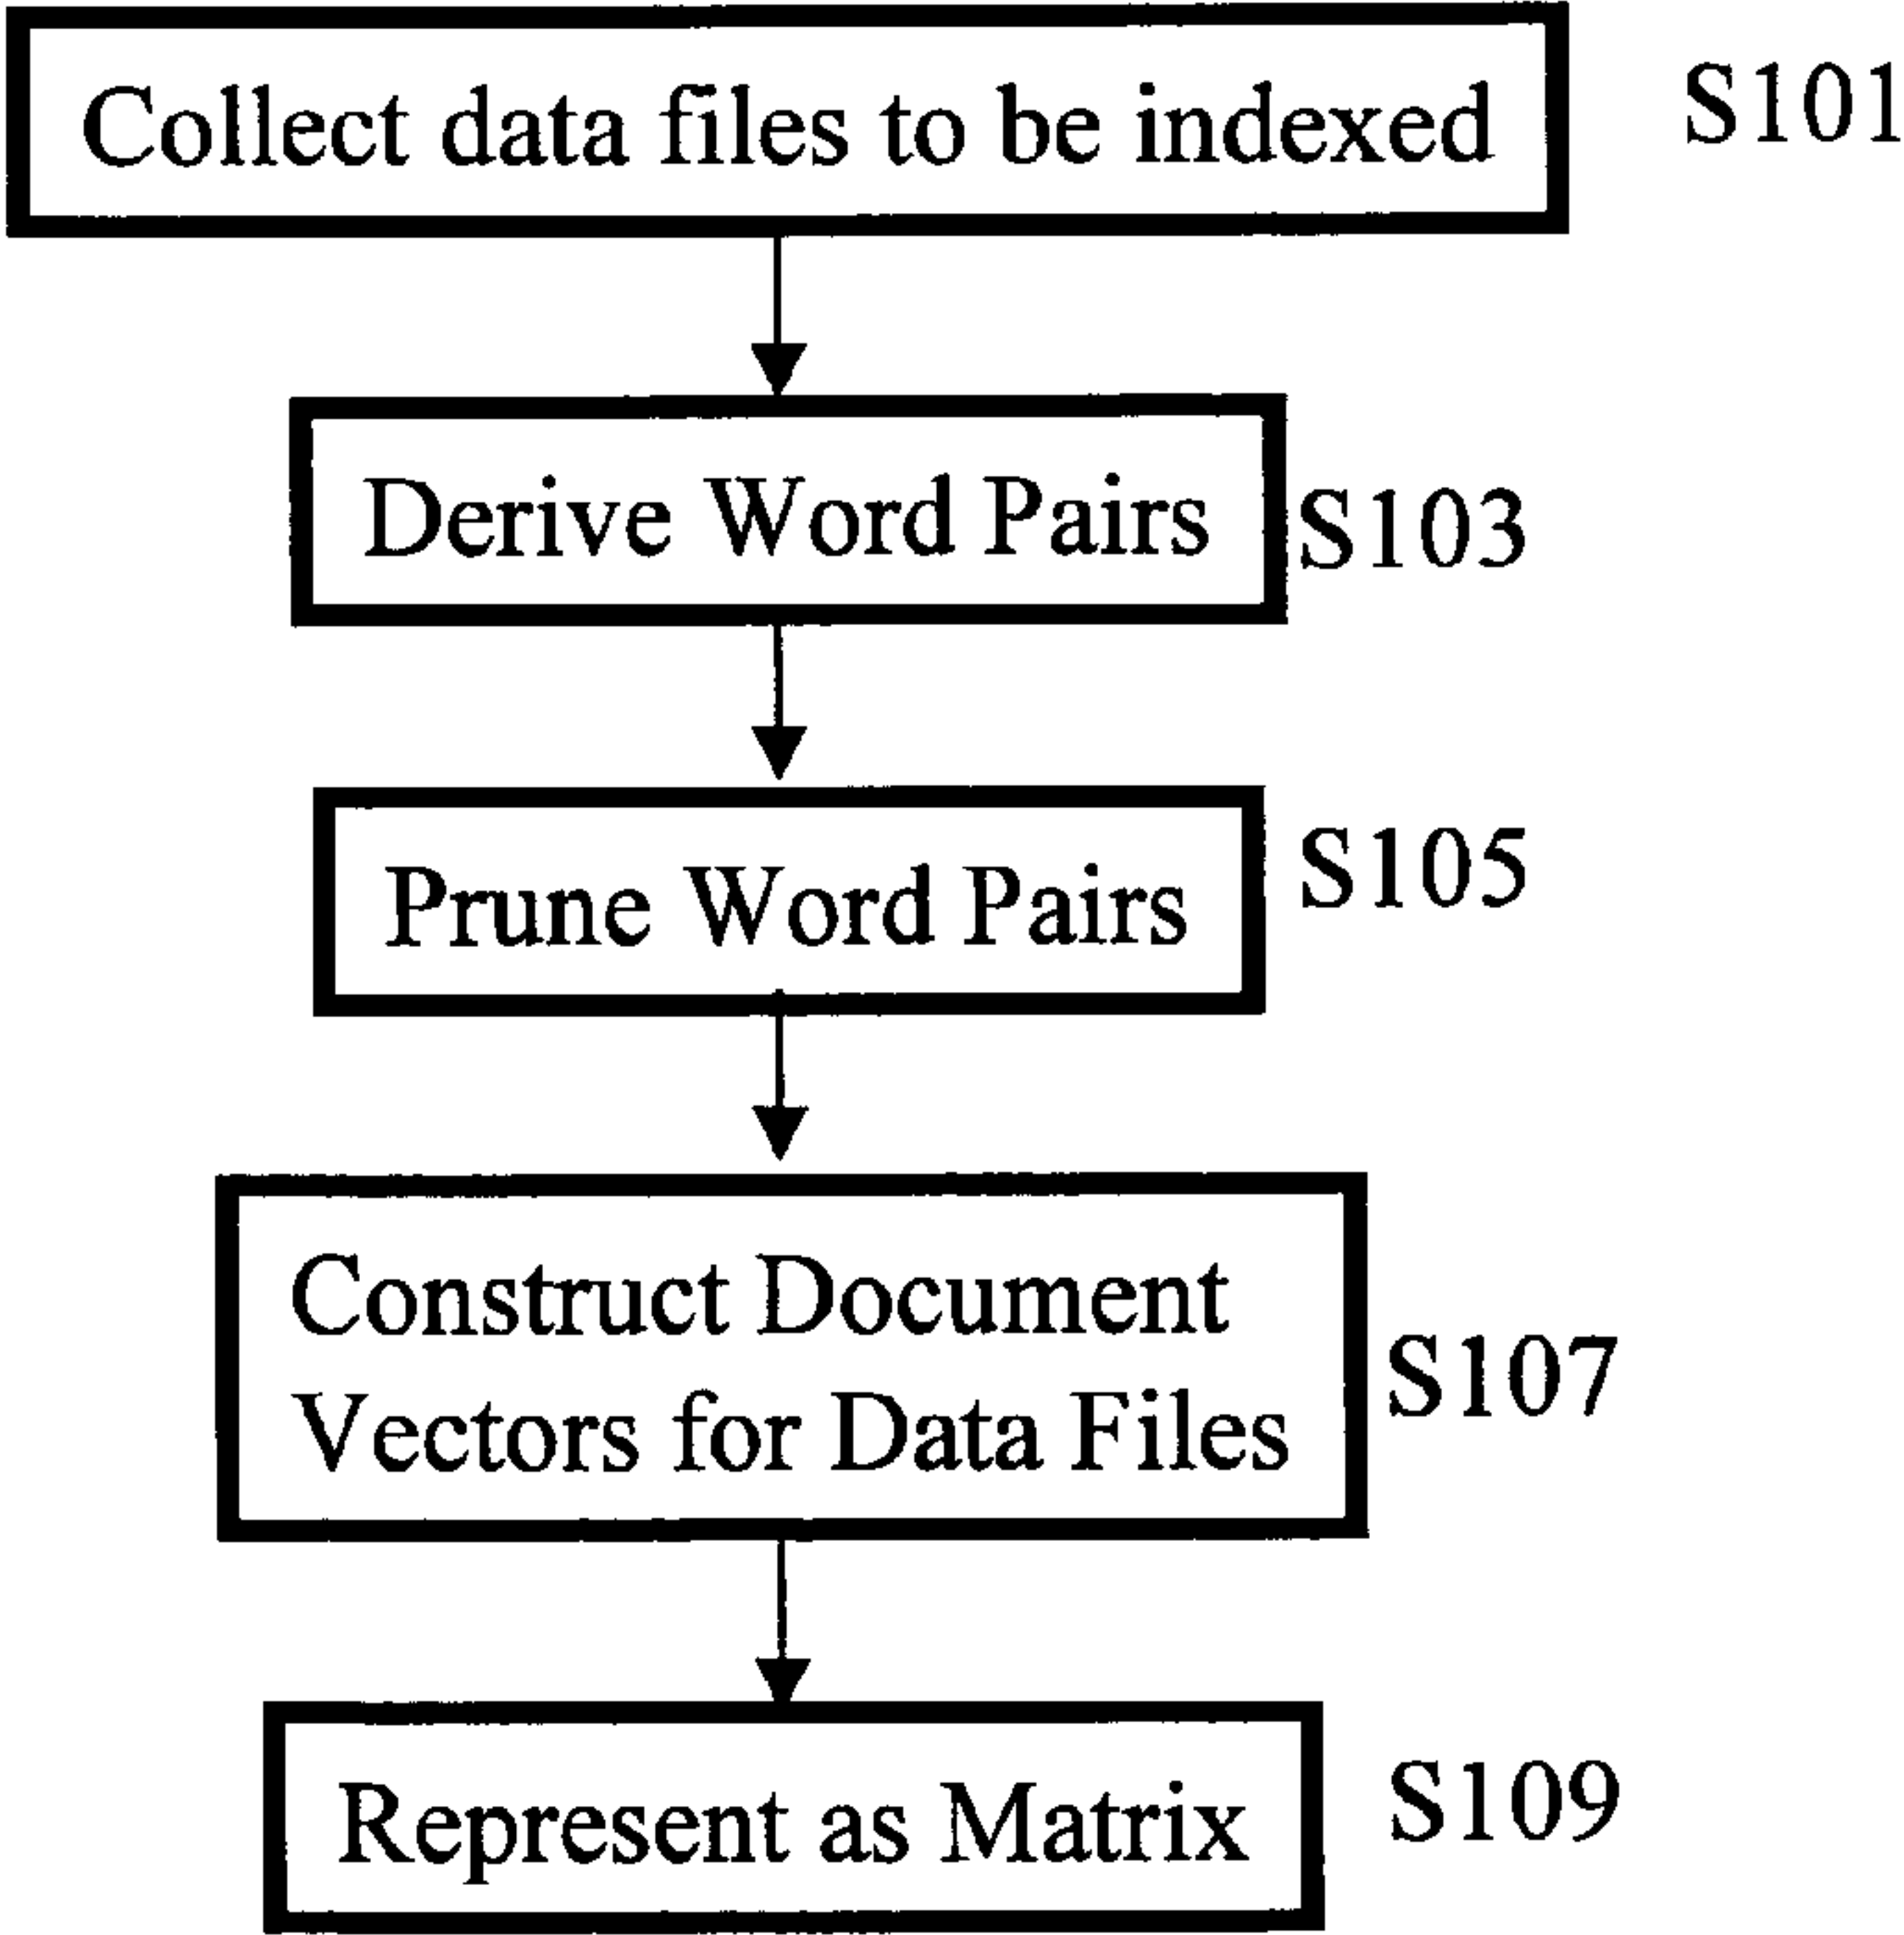 Collect data files to be indexed
S101
Derive Word Pairs
S103
Prune Word Pairs
S105
Construct Document
Vectors for Data Files
S107
Represent as Matrix
S109